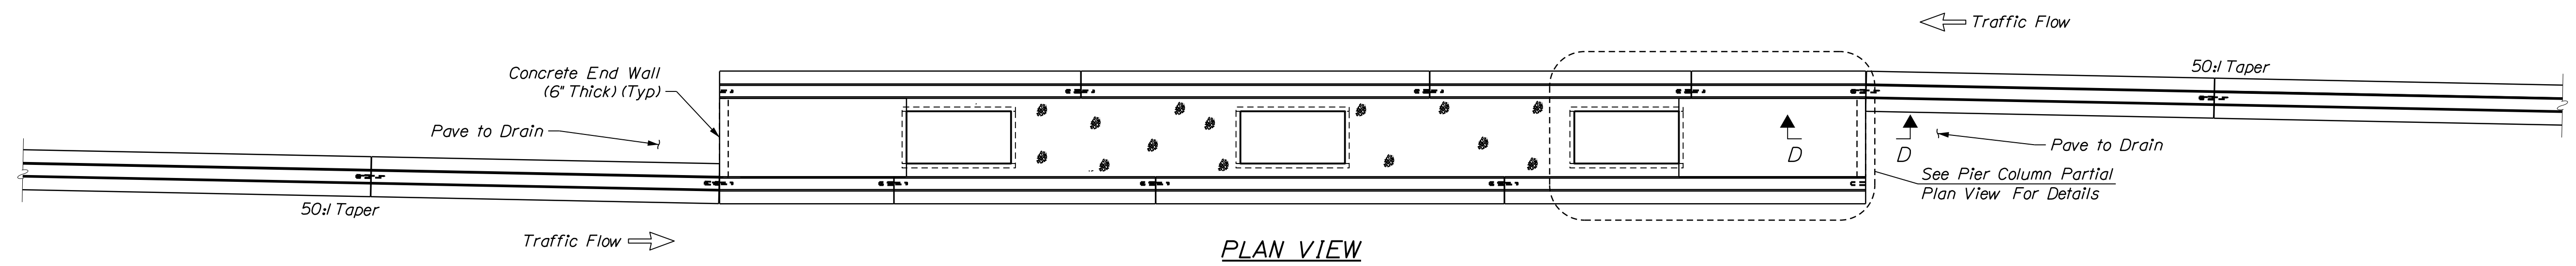 Traffic Flow
50:1 Taper
Concrete End Wall
(6" Thick) (Typ)
Pave to Drain
D
D
Pave to Drain
See Pier Column Partial
Plan View For Details
50:1 Taper
Traffic Flow
PLAN VIEW